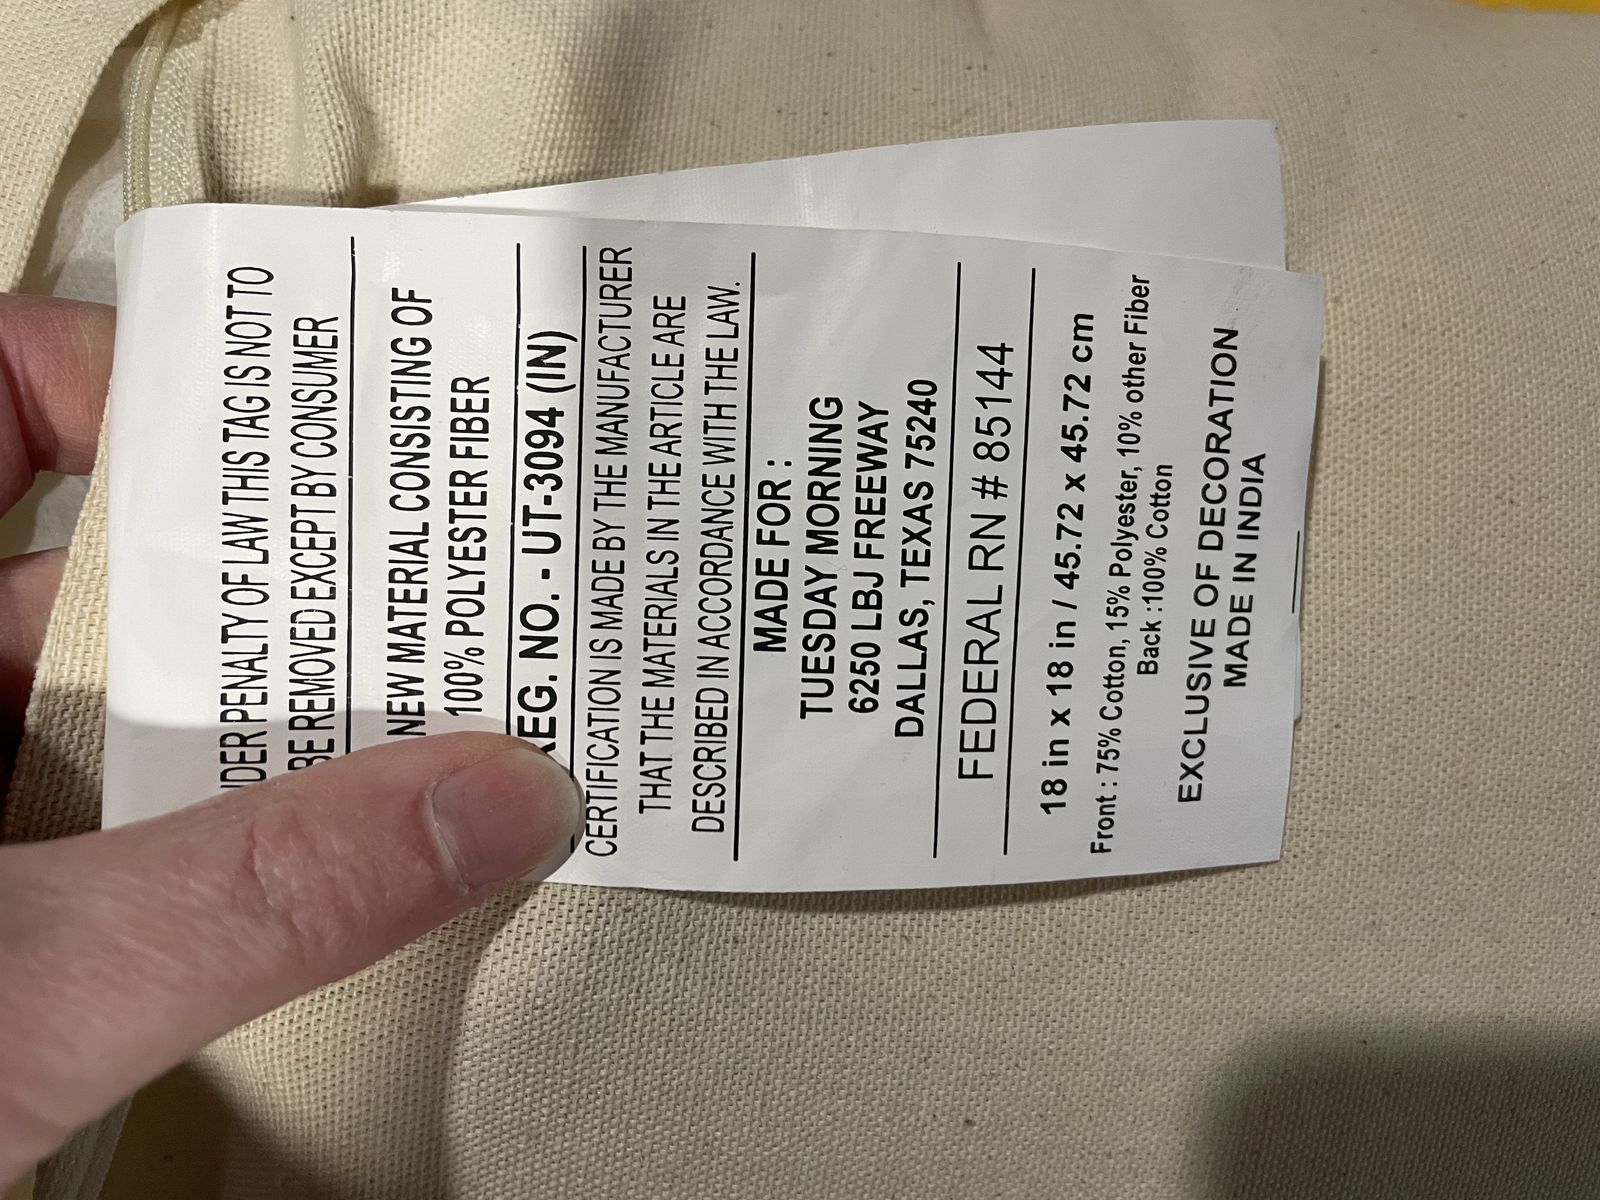 UNDER PENALTY OF LAW THIS TAG IS NOT TO
BE REMOVED EXCEPT BY CONSUMER
NEW MATERIAL CONSISTING OF
100% POLYESTER FIBER
REG. NO. - UT-3094 (IN)
CERTIFICATION IS MADE BY THE MANUFACTURER
THAT THE MATERIALS IN THE ARTICLE ARE
DESCRIBED IN ACCORDANCE WITH THE LAW.
MADE FOR :
TUESDAY MORNING
6250 LBJ FREEWAY
DALLAS, TEXAS 75240
FEDERAL RN # 85144
18 in x 18 in / 45.72 x 45.72 cm
Front : 75% Cotton, 15% Polyester, 10% other Fiber
Back :100% Cotton
EXCLUSIVE OF DECORATION
MADE IN INDIA